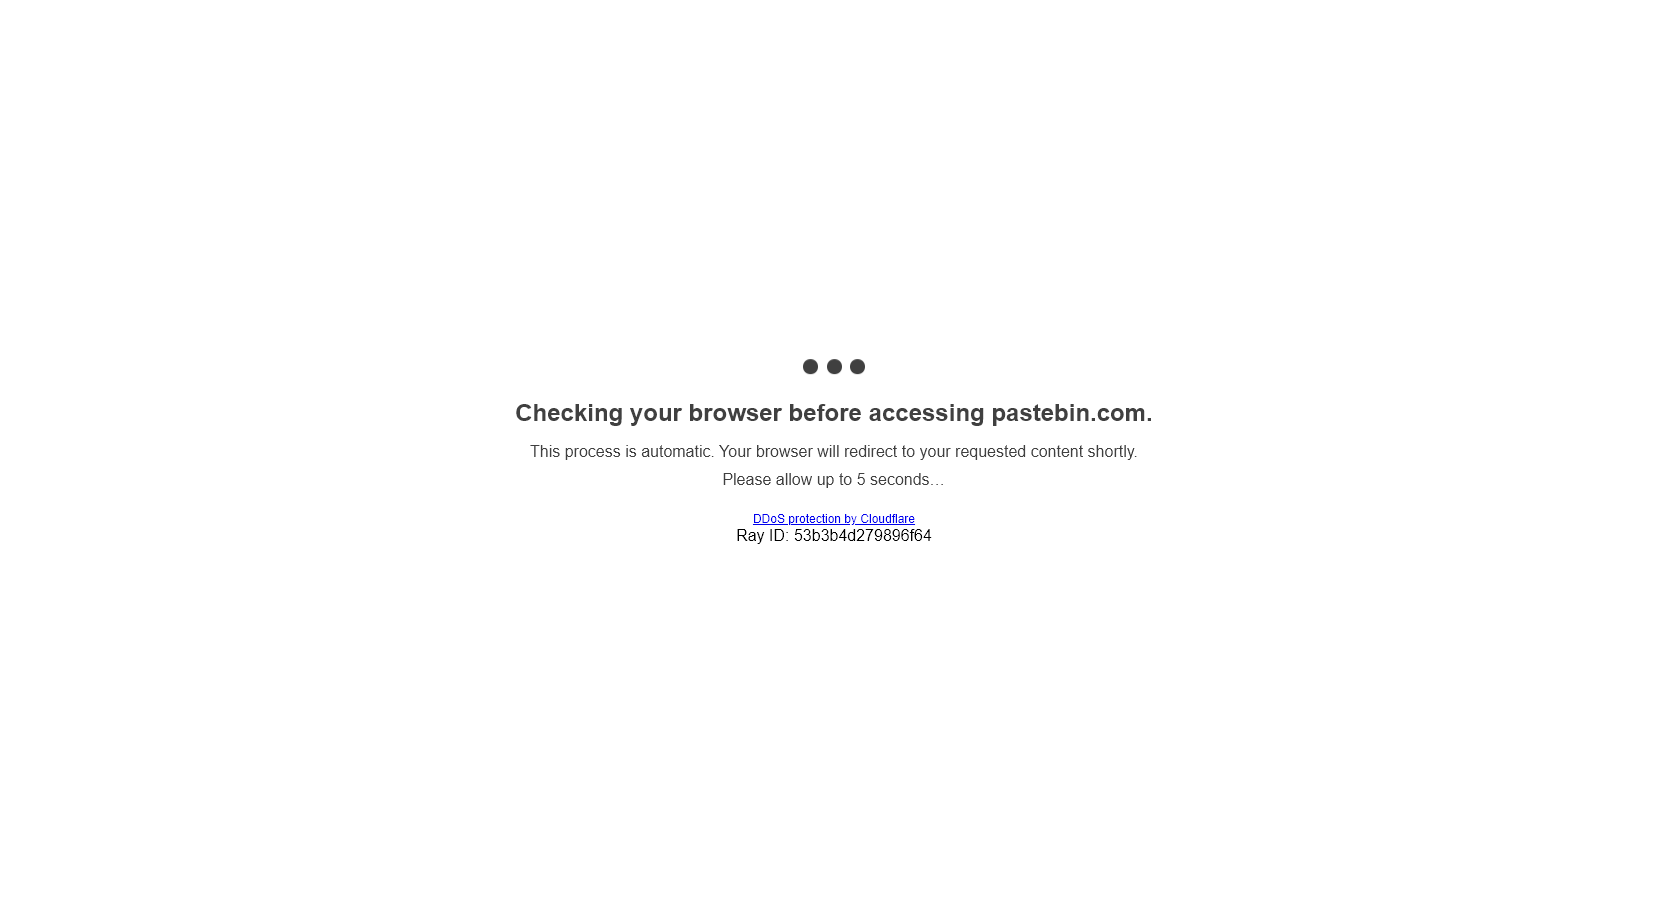 Checking your browser before accessing pastebin.com.
This process is automatic. Your browser will redirect to your requested content shortly.
Please allow up to 5 seconds…
DDoS protection by Cloudflare
Ray ID: 53b3b4d279896f64